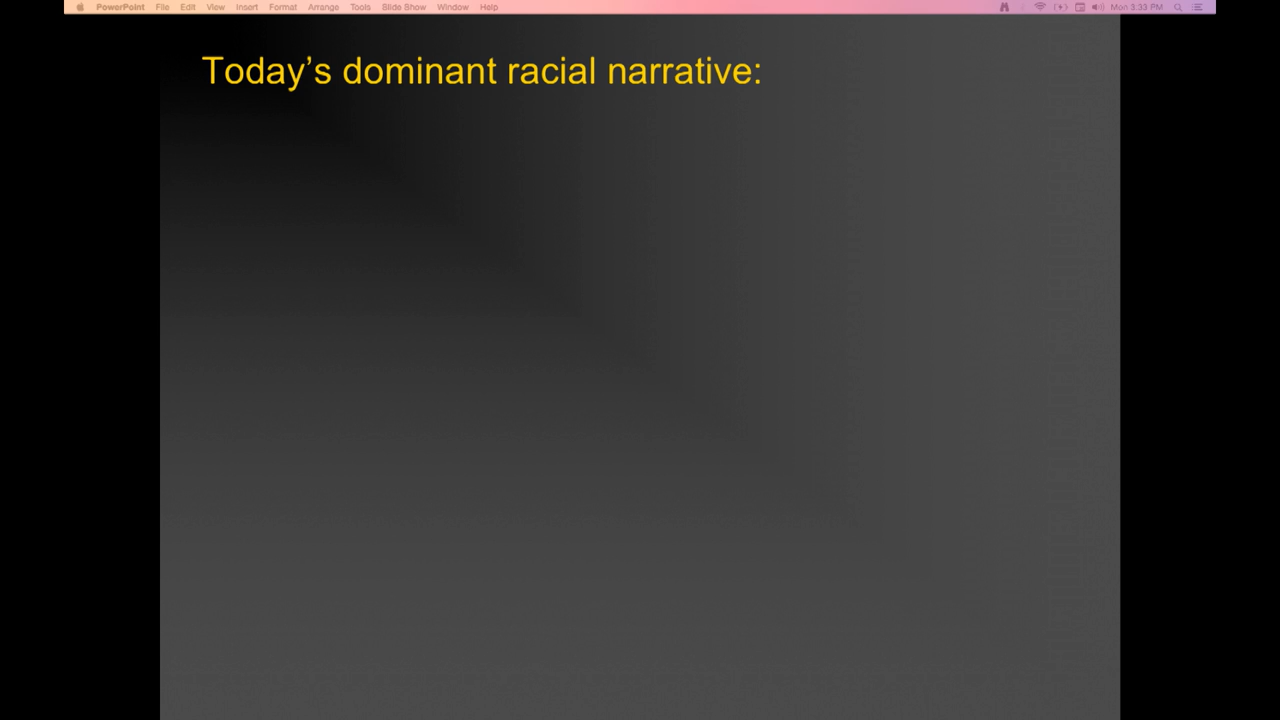 PowerPoint File Edit View Insert Format Arrange Tools Slide Show Window Help Mon 3:33 PM
Today’s dominant racial narrative: